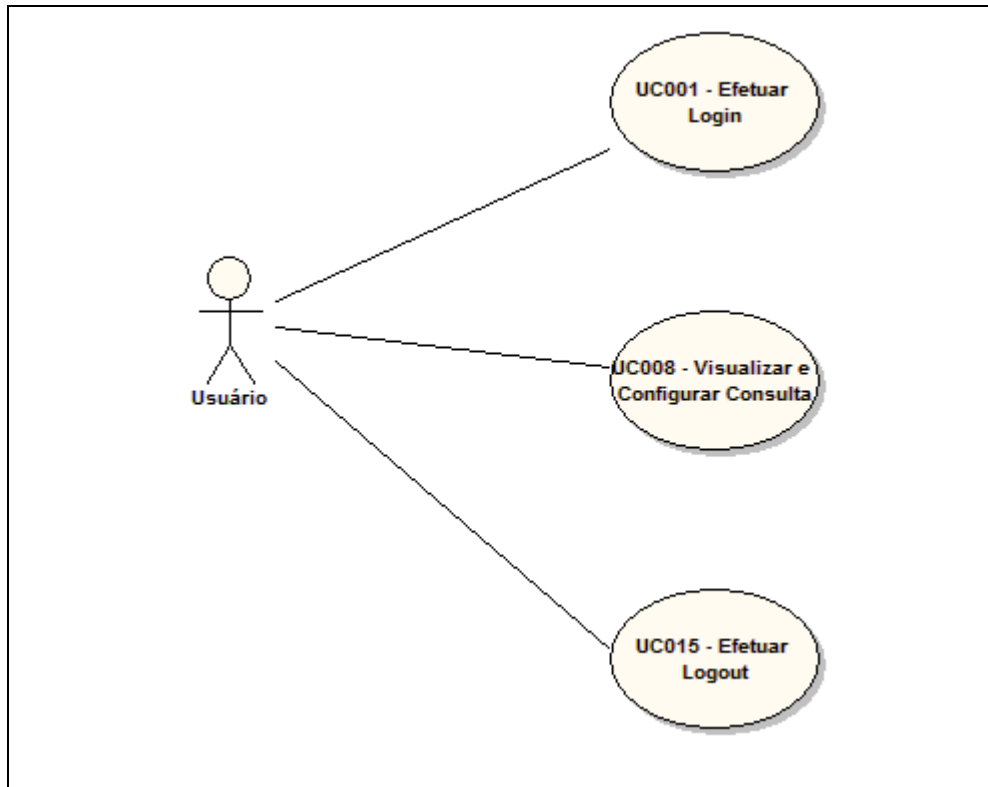 UC001 - Efetuar
Login
UC008 - Visualizar e
Configurar Consulta
Usuário
UC015 - Efetuar
Logout